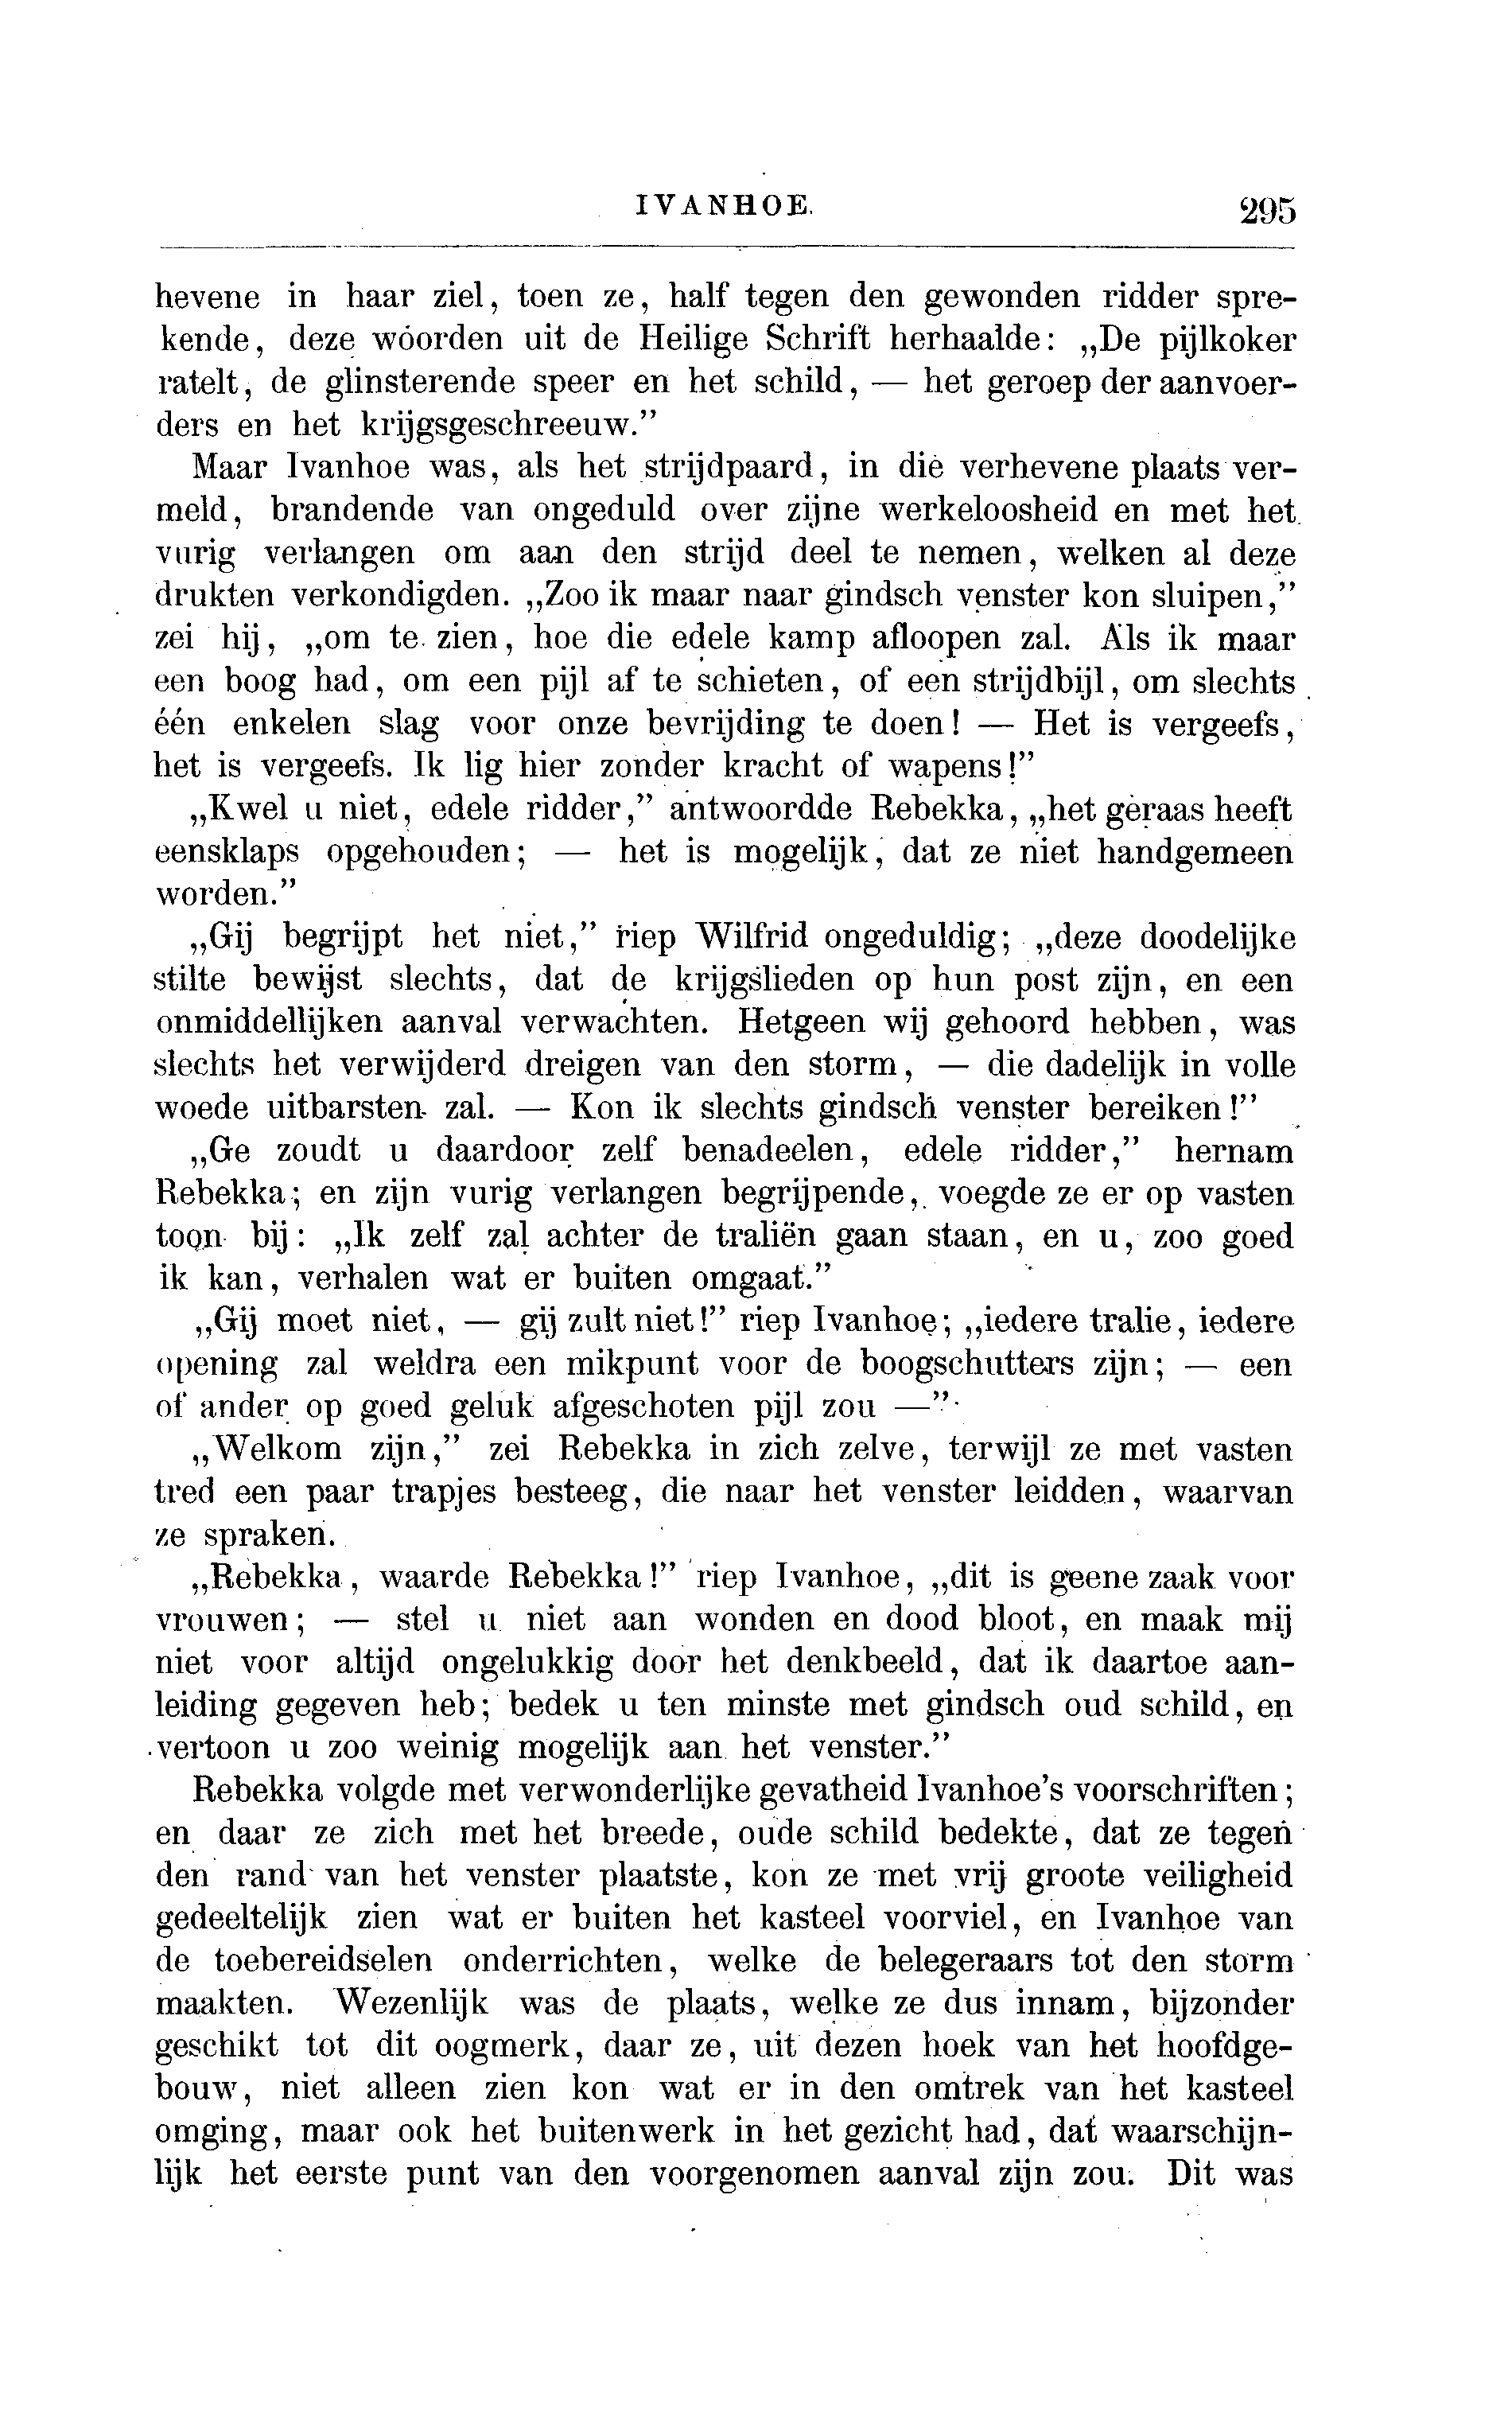 IVANHOE. 295
hevene in haar ziel, toen ze, half tegen den gewonden ridder spre-
kende, deze woorden uit de Heilige Schrift herhaalde: „De pijlkoker
ratelt, de glinsterende speer en het schild, — het geroep der aanvoer-
ders en het krijgsgeschreeuw.”
Maar Ivanhoe was, als het strijdpaard, in die verhevene plaats ver-
meld, brandende van ongeduld over zijne werkeloosheid en met het
vurig verlangen om aan den strijd deel te nemen, welken al deze
drukten verkondigden. „Zoo ik maar naar gindsch venster kon sluipen,”
zei hij, „om te zien, hoe die edele kamp afloopen zal. Als ik maar
een boog had, om een pijl af te schieten, of een strijdbijl, om slechts
één enkelen slag voor onze bevrijding te doen! — Het is vergeefs,
het is vergeefs. Ik lig hier zonder kracht of wapens!”
„Kwel u niet, edele ridder,” antwoordde Rebekka, „het geraas heeft
eensklaps opgehouden; — het is mogelijk, dat ze niet handgemeen
worden.”
„Gij begrijpt het niet,” riep Wilfrid ongeduldig; „deze doodelijke
stilte bewijst slechts, dat de krijgslieden op hun post zijn, en een
onmiddellijken aanval verwachten. Hetgeen wij gehoord hebben, was
slechts het verwijderd dreigen van den storm, — die dadelijk in volle
woede uitbarsten zal. — Kon ik slechts gindsch venster bereiken!”
„Ge zoudt u daardoor zelf benadeelen, edele ridder,” hernam
Rebekka; en zijn vurig verlangen begrijpende, voegde ze er op vasten
toon bij: „Ik zelf zal achter de traliën gaan staan, en u, zoo goed
ik kan, verhalen wat er buiten omgaat.”
„Gij moet niet, — gij zult niet!” riep Ivanhoe; „iedere tralie, iedere
opening zal weldra een mikpunt voor de boogschutters zijn; — een
of ander op goed geluk afgeschoten pijl zou —”
„Welkom zijn,” zei Rebekka in zich zelve, terwijl ze met vasten
tred een paar trapjes besteeg, die naar het venster leidden, waarvan
ze spraken.
„Rebekka, waarde Rebekka!” riep Ivanhoe, „dit is geene zaak voor
vrouwen; — stel u niet aan wonden en dood bloot, en maak mij
niet voor altijd ongelukkig door het denkbeeld, dat ik daartoe aan-
leiding gegeven heb; bedek u ten minste met gindsch oud schild, en
vertoon u zoo weinig mogelijk aan het venster.”
Rebekka volgde met verwonderlijke gevatheid Ivanhoe's voorschriften;
en daar ze zich met het breede, oude schild bedekte, dat ze tegen
den rand van het venster plaatste, kon ze met vrij groote veiligheid
gedeeltelijk zien wat er buiten het kasteel voorviel, en Ivanhoe van
de toebereidselen onderrichten, welke de belegeraars tot den storm
maakten. Wezenlijk was de plaats, welke ze dus innam, bijzonder
geschikt tot dit oogmerk, daar ze, uit dezen hoek van het hoofdge-
bouw, niet alleen zien kon wat er in den omtrek van het kasteel
omging, maar ook het buitenwerk in het gezicht had, dat waarschijn-
lijk het eerste punt van den voorgenomen aanval zijn zou. Dit was